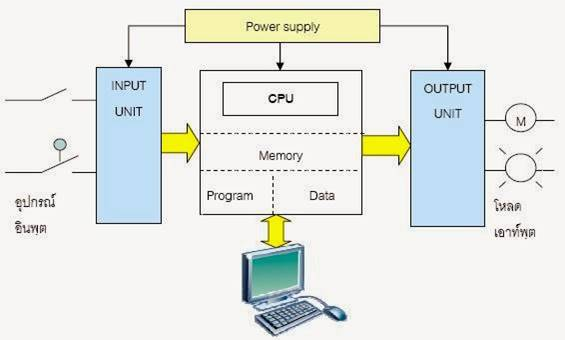 Power supply
INPUT
UNIT
CPU
Memory
Program
Data
OUTPUT
UNIT
M
อุปกรณ์
อินพุต
โหลด
เอาท์พุต